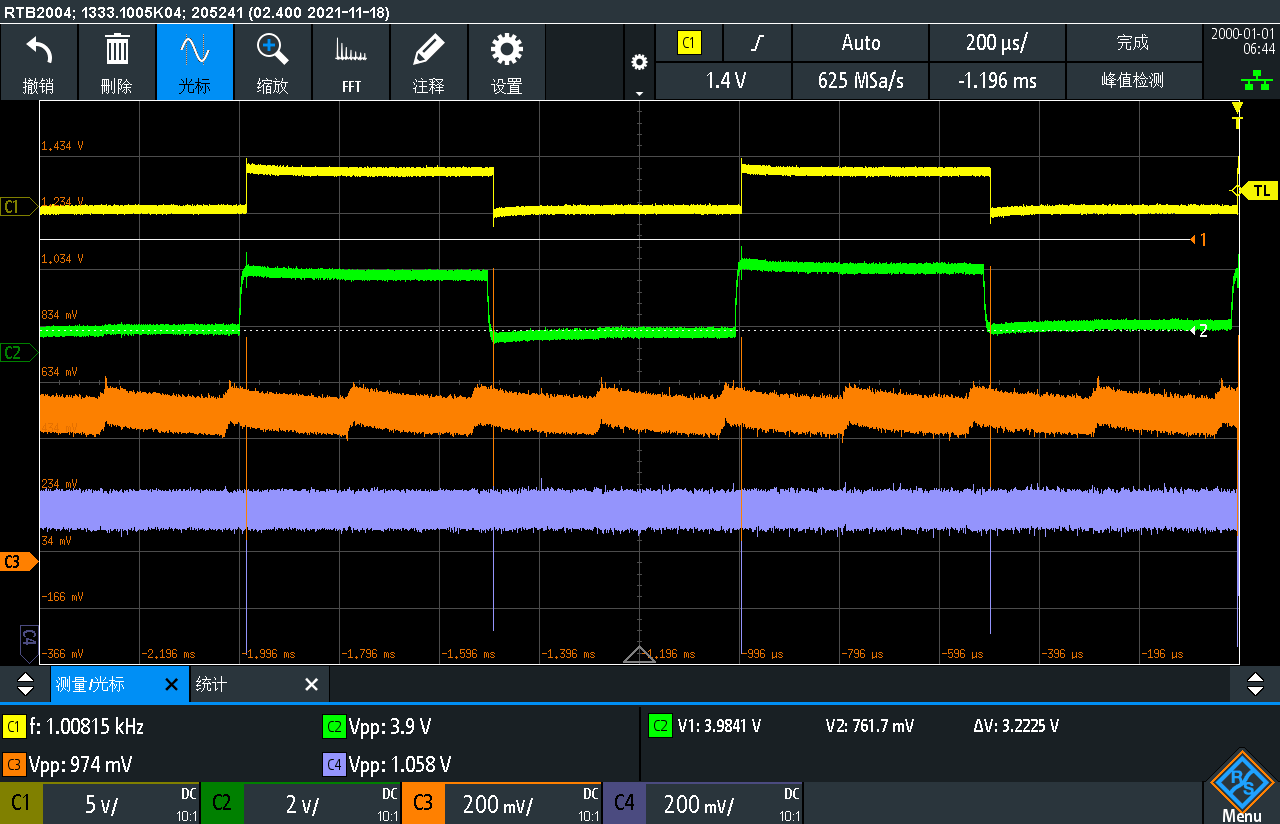 RTB2004; 1333.1005K04; 205241 (02.400 2021-11-18)
撤销
删除
光标
缩放
FFT
注释
设置
C1
Auto
200 µs/
完成
1.4 V
625 MSa/s
-1.196 ms
峰值检测
2000-01-01
06:44
T
1.434 V
1.234 V
C1
TL
1
1.034 V
834 mV
2
C2
634 mV
434 mV
234 mV
34 mV
C3
-166 mV
C4
-366 mV
-2.196 ms
-1.996 ms
-1.796 ms
-1.596 ms
-1.396 ms
-1.196 ms
-996 µs
-796 µs
-596 µs
-396 µs
-196 µs
测量/光标
统计
C1 f: 1.00815 kHz
C2 Vpp: 3.9 V
C2 V1: 3.9841 V
V2: 761.7 mV
ΔV: 3.2225 V
C3 Vpp: 974 mV
C4 Vpp: 1.058 V
C1 5 V/ DC 10:1
C2 2 V/ DC 10:1
C3 200 mV/ DC 10:1
C4 200 mV/ DC 10:1
R S
Menu